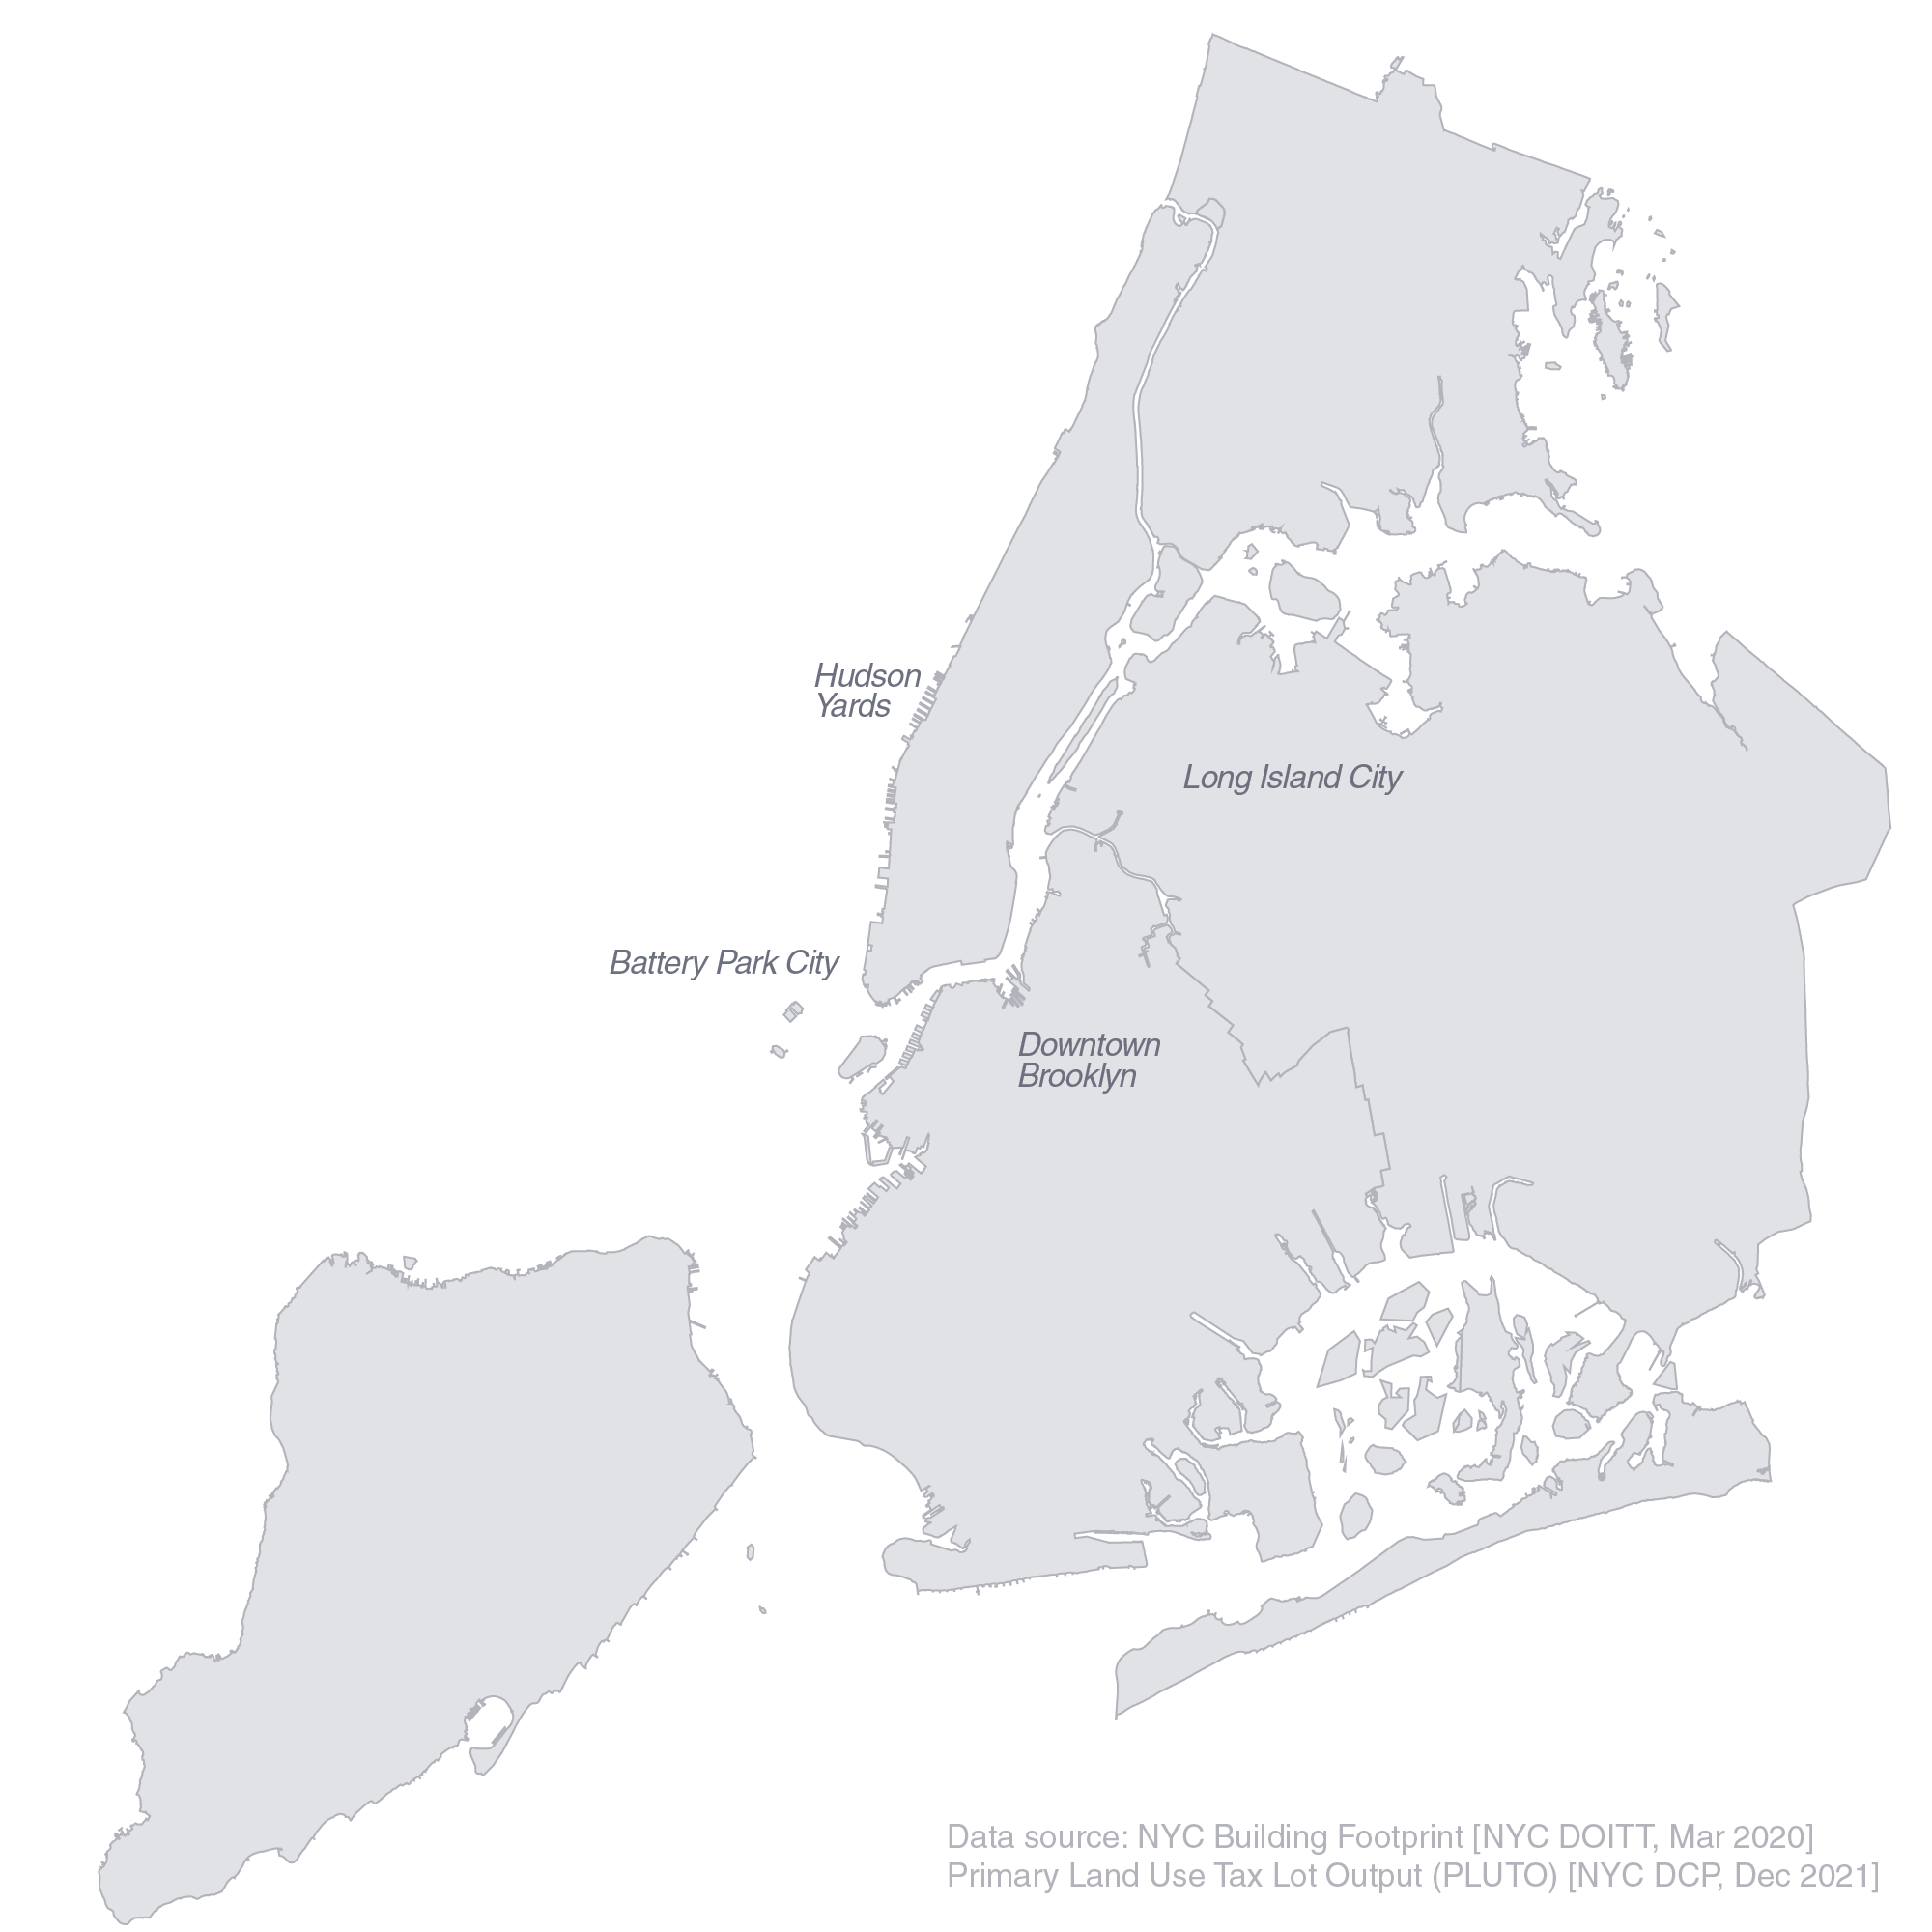 Hudson
Yards
Long Island City
Battery Park City
Downtown
Brooklyn
Data source: NYC Building Footprint [NYC DOITT, Mar 2020]
Primary Land Use Tax Lot Output (PLUTO) [NYC DCP, Dec 2021]